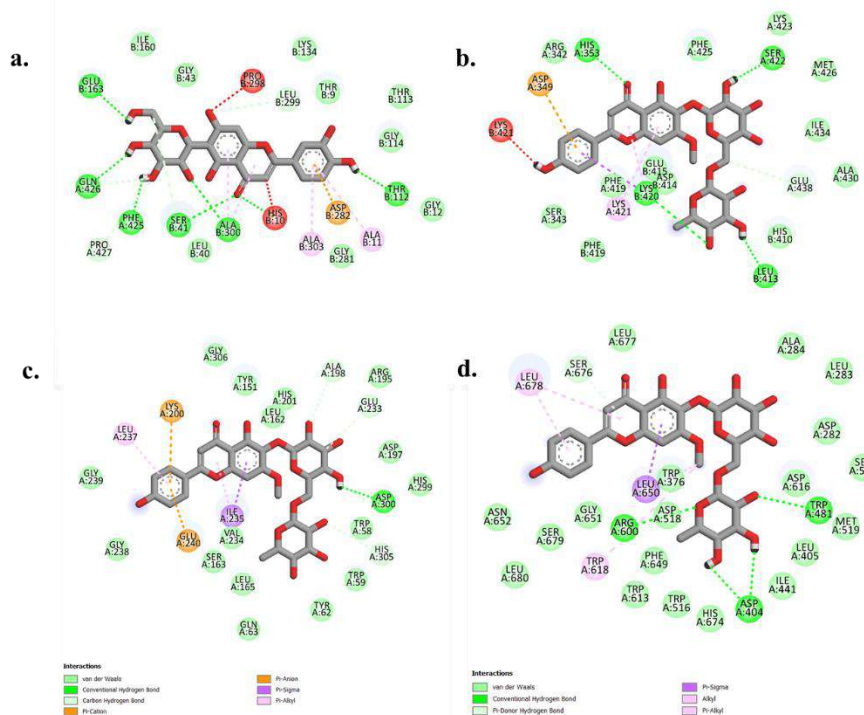 a.
ILE
B:160
GLY
B:43
LYS
B:134
GLU
B:163
PRO
B:298
LEU
B:299
THR
B:9
THR
B:113
GLY
B:114
GLN
A:426
THR
B:112
GLY
B:12
PHE
A:425
SER
B:41
ALA
B:300
HIS
B:10
ASP
B:282
ALA
B:11
PRO
A:427
LEU
B:40
ALA
B:303
GLY
B:281
b.
ARG
A:342
HIS
A:353
PHE
A:425
SER
A:422
LYS
A:423
MET
A:426
ASP
A:349
ILE
A:434
LYS
B:421
ALA
A:430
GLU
B:415
PHE
A:419
ASP
B:414
GLU
A:438
SER
A:343
LYS
A:421
LYS
B:420
HIS
B:410
PHE
B:419
LEU
B:413
c.
GLY
A:306
TYR
A:151
ALA
A:198
ARG
A:195
LYS
A:200
HIS
A:201
LEU
A:162
GLU
A:233
LEU
A:237
ASP
A:197
GLY
A:239
HIS
A:299
ASP
A:300
ILE
A:235
VAL
A:234
GLU
A:240
TRP
A:58
GLY
A:238
SER
A:163
HIS
A:305
LEU
A:165
TRP
A:59
TYR
A:62
GLN
A:63
Interactions
van der Waals
Conventional Hydrogen Bond
Carbon Hydrogen Bond
Pi-Cation
Pi-Anion
Pi-Sigma
Pi-Alkyl
d.
LEU
A:677
ALA
A:284
SER
A:676
LEU
A:283
LEU
A:678
ASP
A:282
TRP
A:376
ASP
A:616
LEU
A:650
TRP
A:481
ASN
A:652
GLY
A:651
ASP
A:518
MET
A:519
SER
A:679
ARG
A:600
LEU
A:405
LEU
A:680
TRP
A:618
PHE
A:649
ILE
A:441
TRP
A:613
TRP
A:516
HIS
A:674
ASP
A:404
Interactions
van der Waals
Conventional Hydrogen Bond
Pi-Donor Hydrogen Bond
Pi-Sigma
Alkyl
Pi-Alkyl